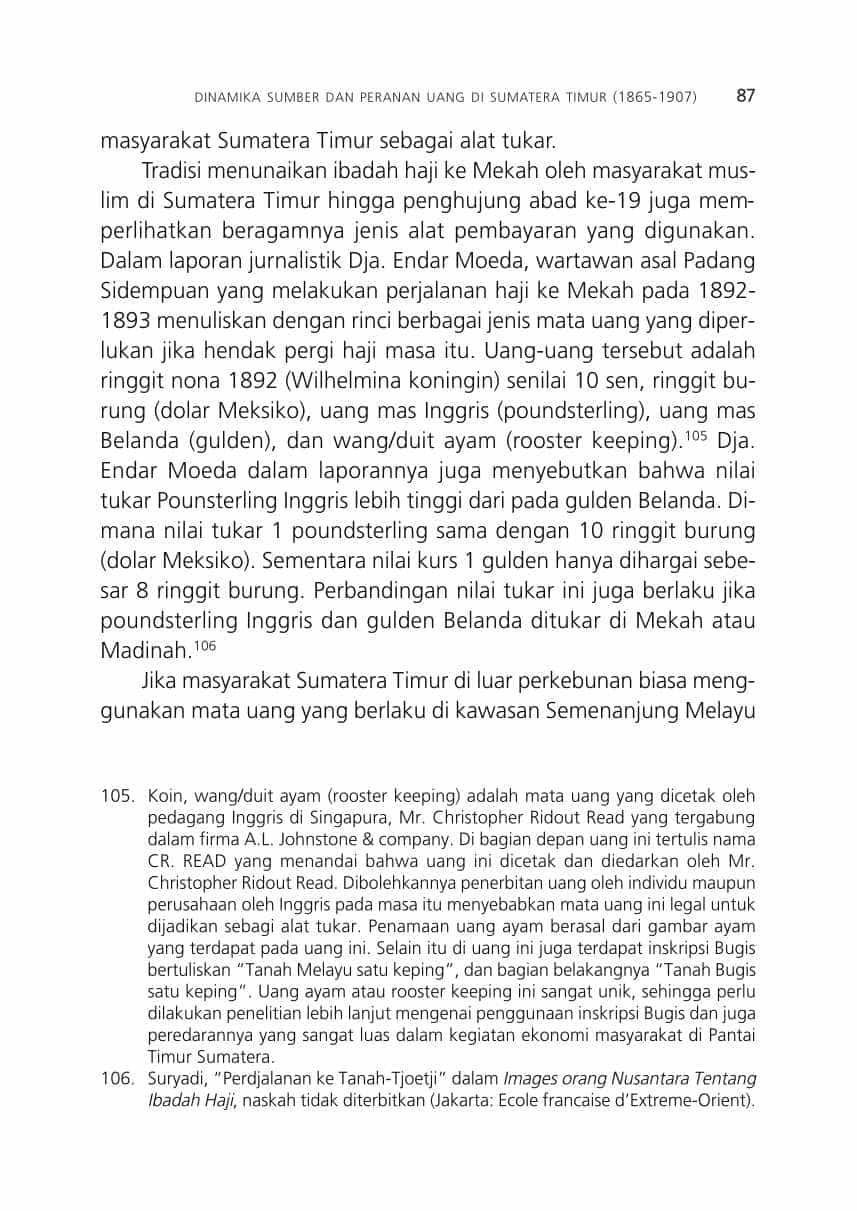 DINAMIKA SUMBER DAN PERANAN UANG DI SUMATERA TIMUR (1865-1907) 87
masyarakat Sumatera Timur sebagai alat tukar.
Tradisi menunaikan ibadah haji ke Mekah oleh masyarakat mus-
lim di Sumatera Timur hingga penghujung abad ke-19 juga mem-
perlihatkan beragamnya jenis alat pembayaran yang digunakan.
Dalam laporan jurnalistik Dja. Endar Moeda, wartawan asal Padang
Sidempuan yang melakukan perjalanan haji ke Mekah pada 1892-
1893 menuliskan dengan rinci berbagai jenis mata uang yang diper-
lukan jika hendak pergi haji masa itu. Uang-uang tersebut adalah
ringgit nona 1892 (Wilhelmina koningin) senilai 10 sen, ringgit bu-
rung (dolar Meksiko), uang mas Inggris (poundsterling), uang mas
Belanda (gulden), dan wang/duit ayam (rooster keeping).105 Dja.
Endar Moeda dalam laporannya juga menyebutkan bahwa nilai
tukar Pounsterling Inggris lebih tinggi dari pada gulden Belanda. Di-
mana nilai tukar 1 poundsterling sama dengan 10 ringgit burung
(dolar Meksiko). Sementara nilai kurs 1 gulden hanya dihargai sebe-
sar 8 ringgit burung. Perbandingan nilai tukar ini juga berlaku jika
poundsterling Inggris dan gulden Belanda ditukar di Mekah atau
Madinah.106
Jika masyarakat Sumatera Timur di luar perkebunan biasa meng-
gunakan mata uang yang berlaku di kawasan Semenanjung Melayu
105. Koin, wang/duit ayam (rooster keeping) adalah mata uang yang dicetak oleh
pedagang Inggris di Singapura, Mr. Christopher Ridout Read yang tergabung
dalam firma A.L. Johnstone & company. Di bagian depan uang ini tertulis nama
CR. READ yang menandai bahwa uang ini dicetak dan diedarkan oleh Mr.
Christopher Ridout Read. Dibolehkannya penerbitan uang oleh individu maupun
perusahaan oleh Inggris pada masa itu menyebabkan mata uang ini legal untuk
dijadikan sebagi alat tukar. Penamaan uang ayam berasal dari gambar ayam
yang terdapat pada uang ini. Selain itu di uang ini juga terdapat inskripsi Bugis
bertuliskan “Tanah Melayu satu keping”, dan bagian belakangnya “Tanah Bugis
satu keping”. Uang ayam atau rooster keeping ini sangat unik, sehingga perlu
dilakukan penelitian lebih lanjut mengenai penggunaan inskripsi Bugis dan juga
peredarannya yang sangat luas dalam kegiatan ekonomi masyarakat di Pantai
Timur Sumatera.
106. Suryadi, “Perdjalanan ke Tanah-Tjoetji” dalam Images orang Nusantara Tentang
Ibadah Haji, naskah tidak diterbitkan (Jakarta: Ecole francaise d’Extreme-Orient).